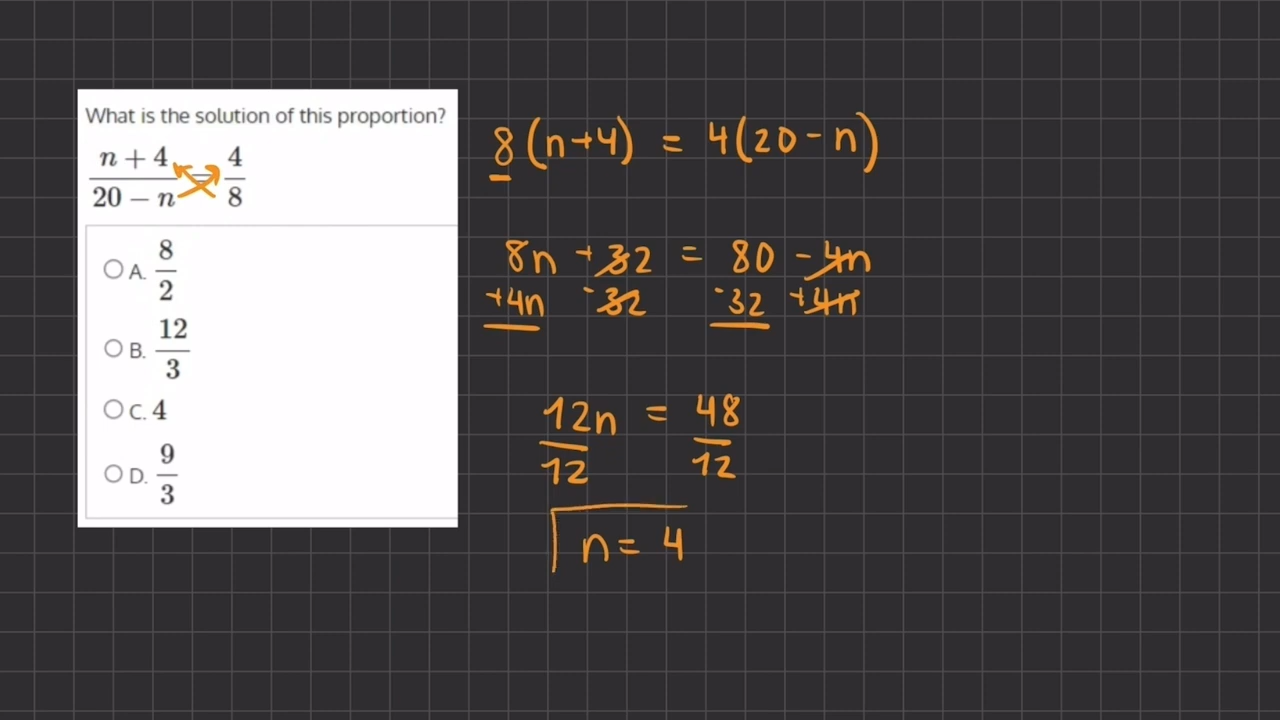 What is the solution of this proportion?
n + 4 / 20 − n = 4 / 8
A. 8 / 2
B. 12 / 3
C. 4
D. 9 / 3
8(n+4) = 4(20-n)
8n + 32 = 80 - 4n
+4n -32 -32 +4n
12n = 48
12 12
n = 4